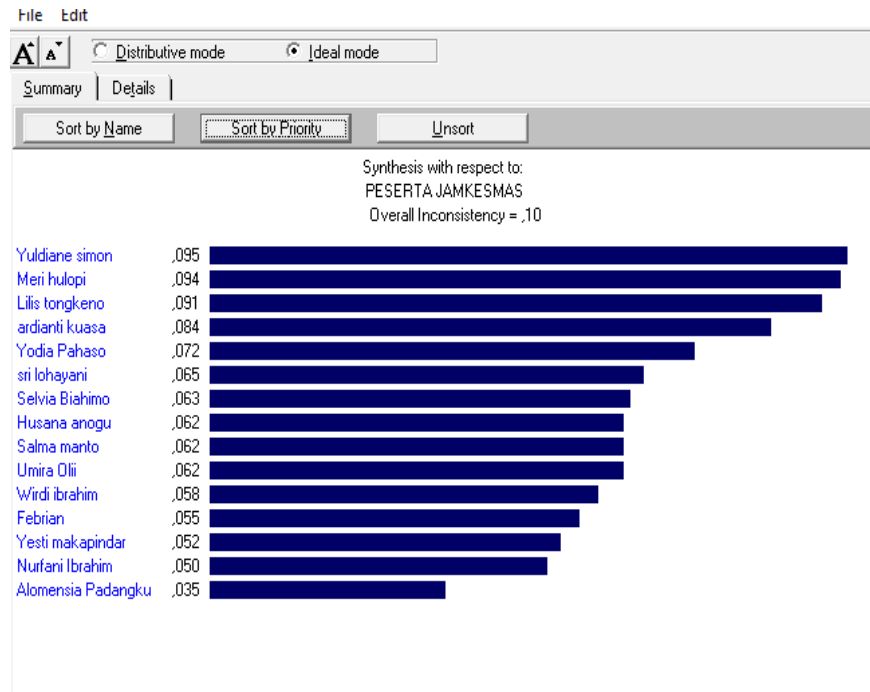 File Edit
A A Distributive mode Ideal mode
Summary Details
Sort by Name Sort by Priority Unsort
Synthesis with respect to:
PESERTA JAMKESMAS
Overall Inconsistency = ,10
Yuldiane simon ,095
Meri hulopi ,094
Lilis tongkeno ,091
ardianti kuasa ,084
Yodia Pahaso ,072
sri lohayani ,065
Selvia Biahimo ,063
Husana anogu ,062
Salma manto ,062
Umira Olii ,062
Wirdi ibrahim ,058
Febrian ,055
Yesti makapindar ,052
Nurfani Ibrahim ,050
Alomensia Padangku ,035